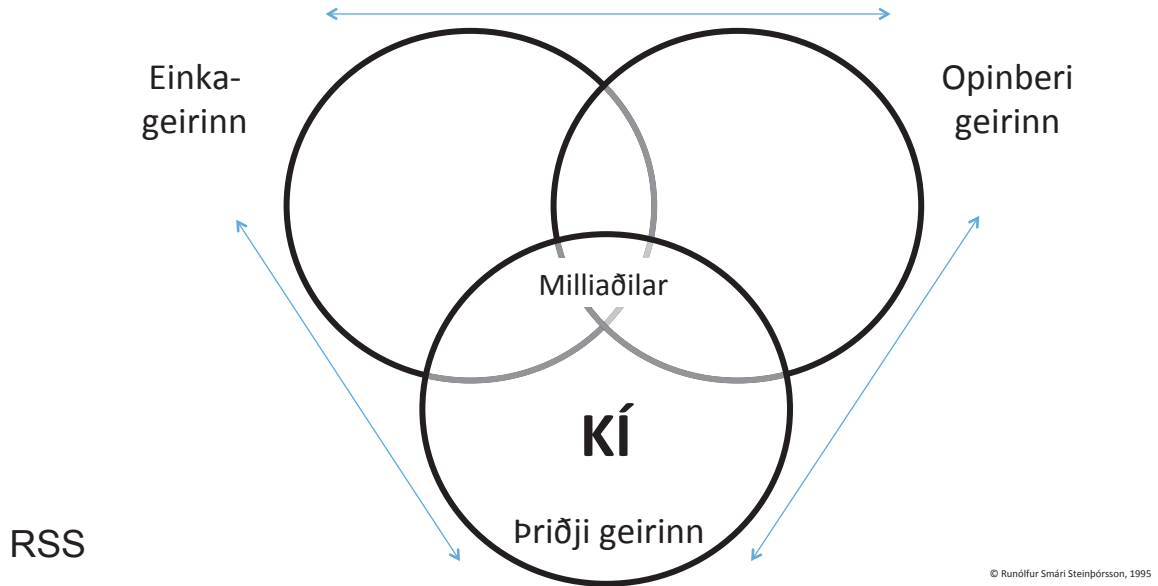 Einka-
geirinn
Opinberi
geirinn
Milliaðilar
KÍ
Þriðji geirinn
RSS
© Runólfur Smári Steinþórsson, 1995